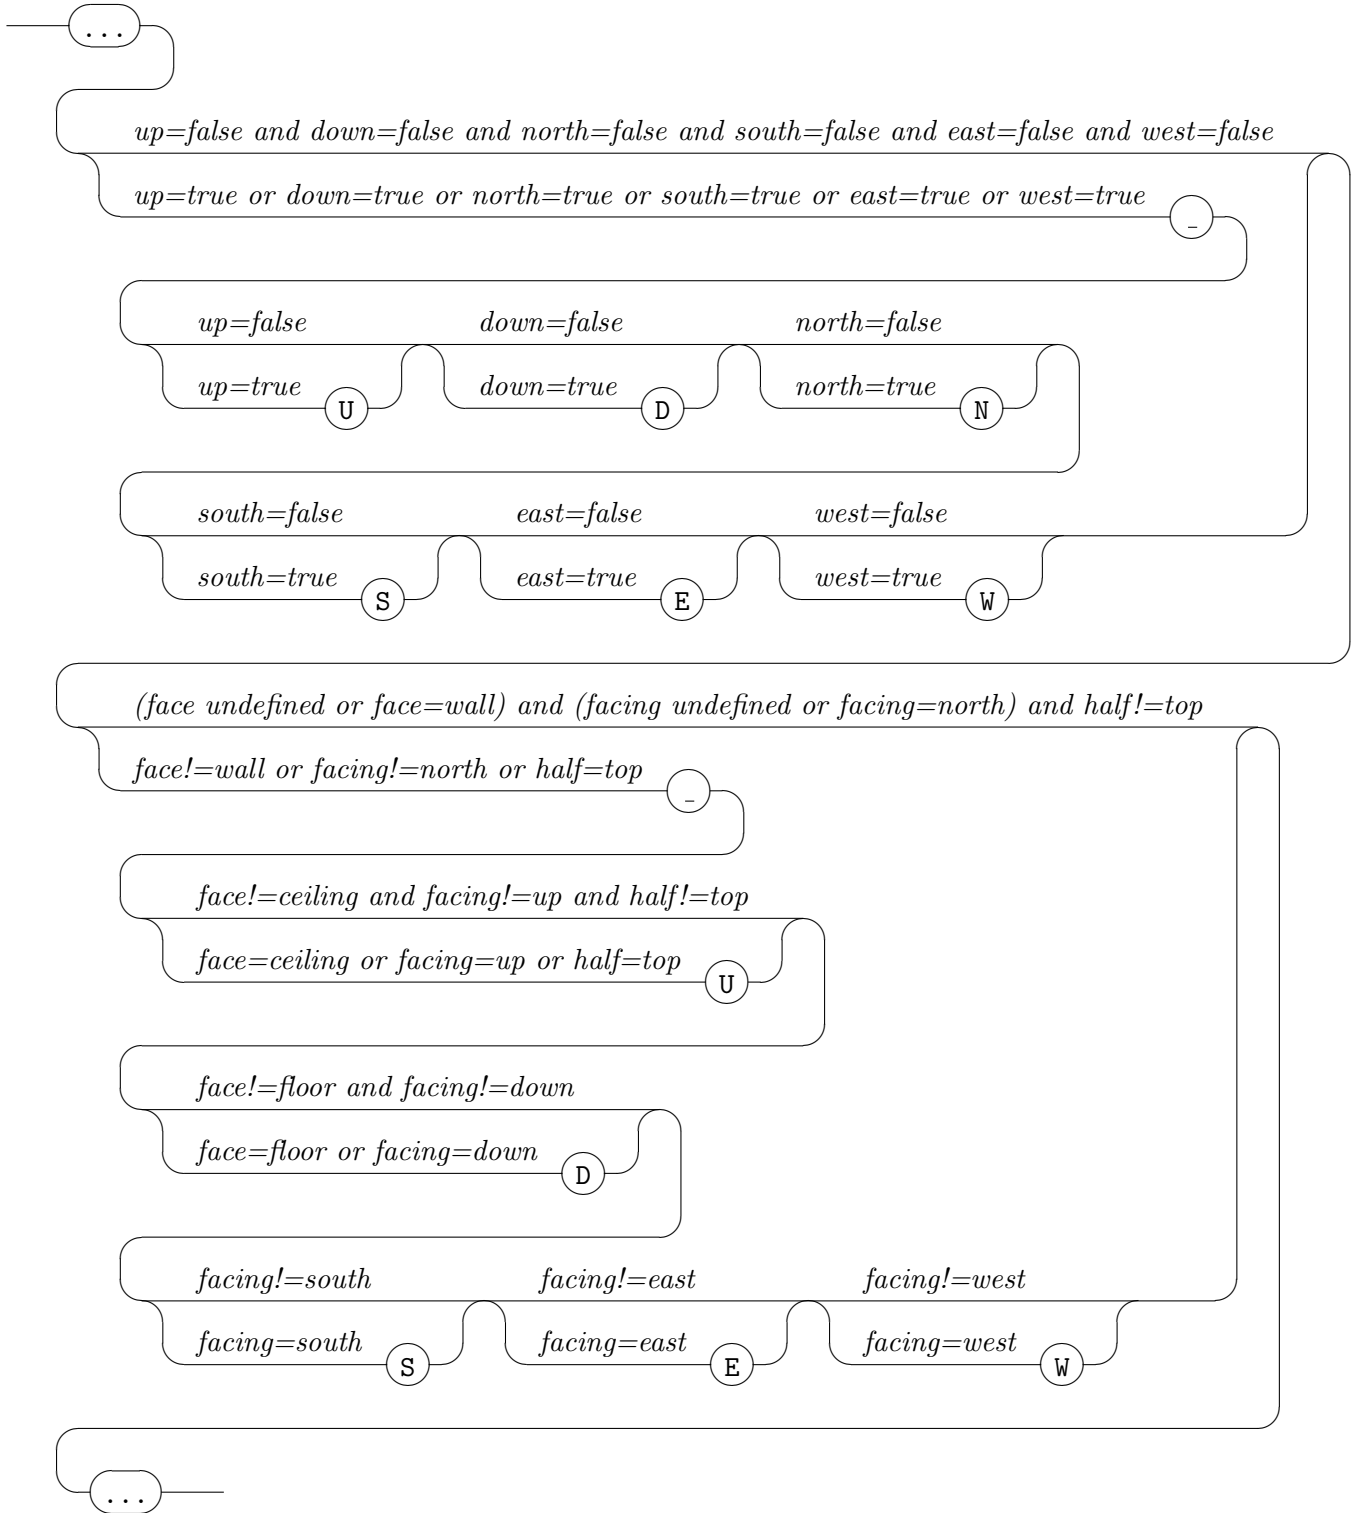 ...
up=false and down=false and north=false and south=false and east=false and west=false
up=true or down=true or north=true or south=true or east=true or west=true _
up=false down=false north=false
up=true U down=true D north=true N
south=false east=false west=false
south=true S east=true E west=true W
(face undefined or face=wall) and (facing undefined or facing=north) and half!=top
face!=wall or facing!=north or half=top _
face!=ceiling and facing!=up and half!=top
face=ceiling or facing=up or half=top U
face!=floor and facing!=down
face=floor or facing=down D
facing!=south facing!=east facing!=west
facing=south S facing=east E facing=west W
...